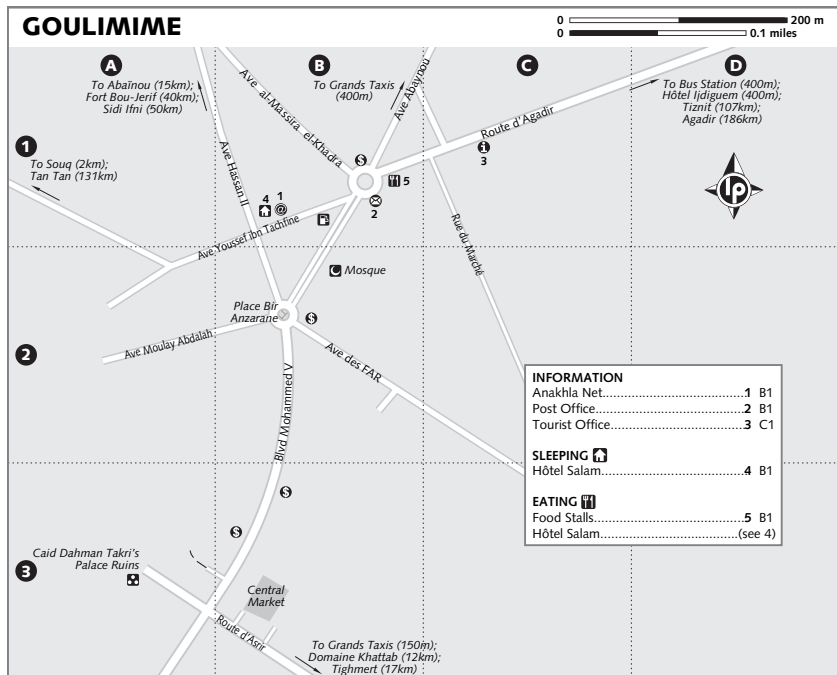 GOULIMIME
0 200 m
0 0.1 miles
A
B
C
D
1
2
3
To Abaïnou (15km);
Fort Bou-Jerif (40km);
Sidi Ifni (50km)
To Grands Taxis
(400m)
To Bus Station (400m);
Hôtel Ijdiguem (400m);
Tiznit (107km);
Agadir (186km)
To Souq (2km);
Tan Tan (131km)
Ave al-Massira el-Khadra
Ave Abaynou
Route d'Agadir
Ave Hassan II
Ave Youssef ibn Tachfine
Rue du Marché
$
i
3
5
2
4
1
@
lp
Mosque
Place Bir
Anzarane
$
Ave Moulay Abdalah
Ave des FAR
Blvd Mohammed V
$
$
Caid Dahman Takri's
Palace Ruins
Central
Market
Route d'Asrir
To Grands Taxis (150m);
Domaine Khattab (12km);
Tighmert (17km)
INFORMATION
Anakhla Net 1 B1
Post Office 2 B1
Tourist Office 3 C1
SLEEPING
Hôtel Salam 4 B1
EATING
Food Stalls 5 B1
Hôtel Salam (see 4)